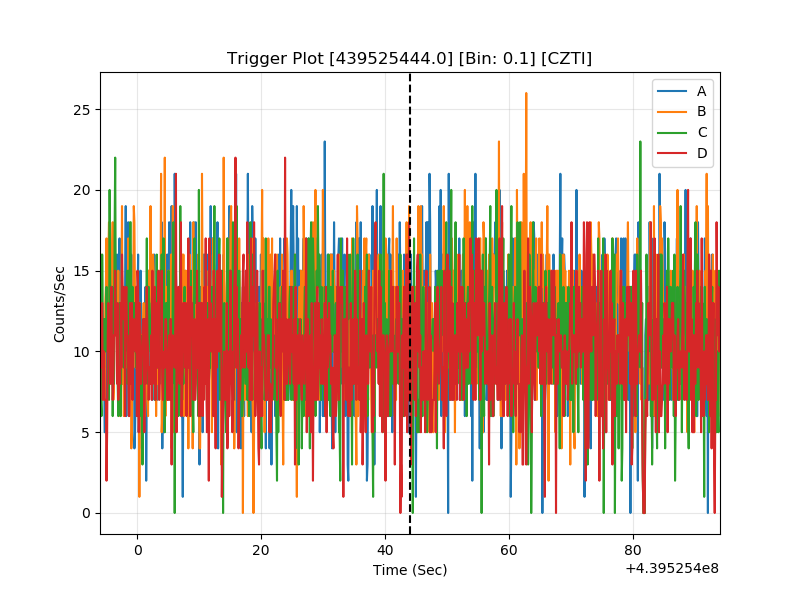 Trigger Plot [439525444.0] [Bin: 0.1] [CZTI]
A
B
C
D
Counts/Sec
25
20
15
10
5
0
0 20 40 60 80
Time (Sec)
+4.395254e8